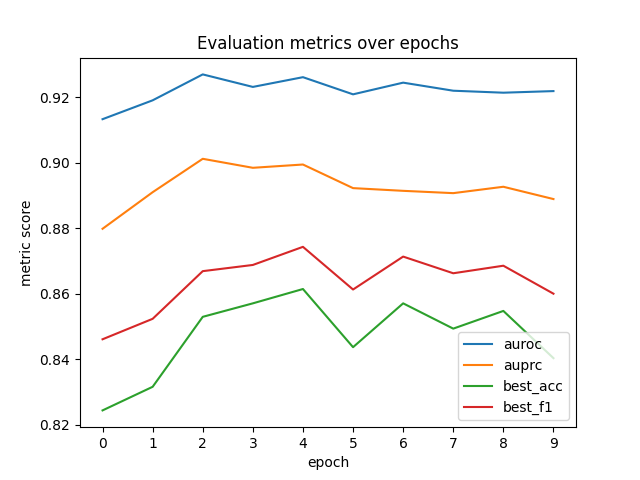 Evaluation metrics over epochs
metric score
0.92
0.90
0.88
0.86
0.84
0.82
auroc
auprc
best_acc
best_f1
0 1 2 3 4 5 6 7 8 9
epoch